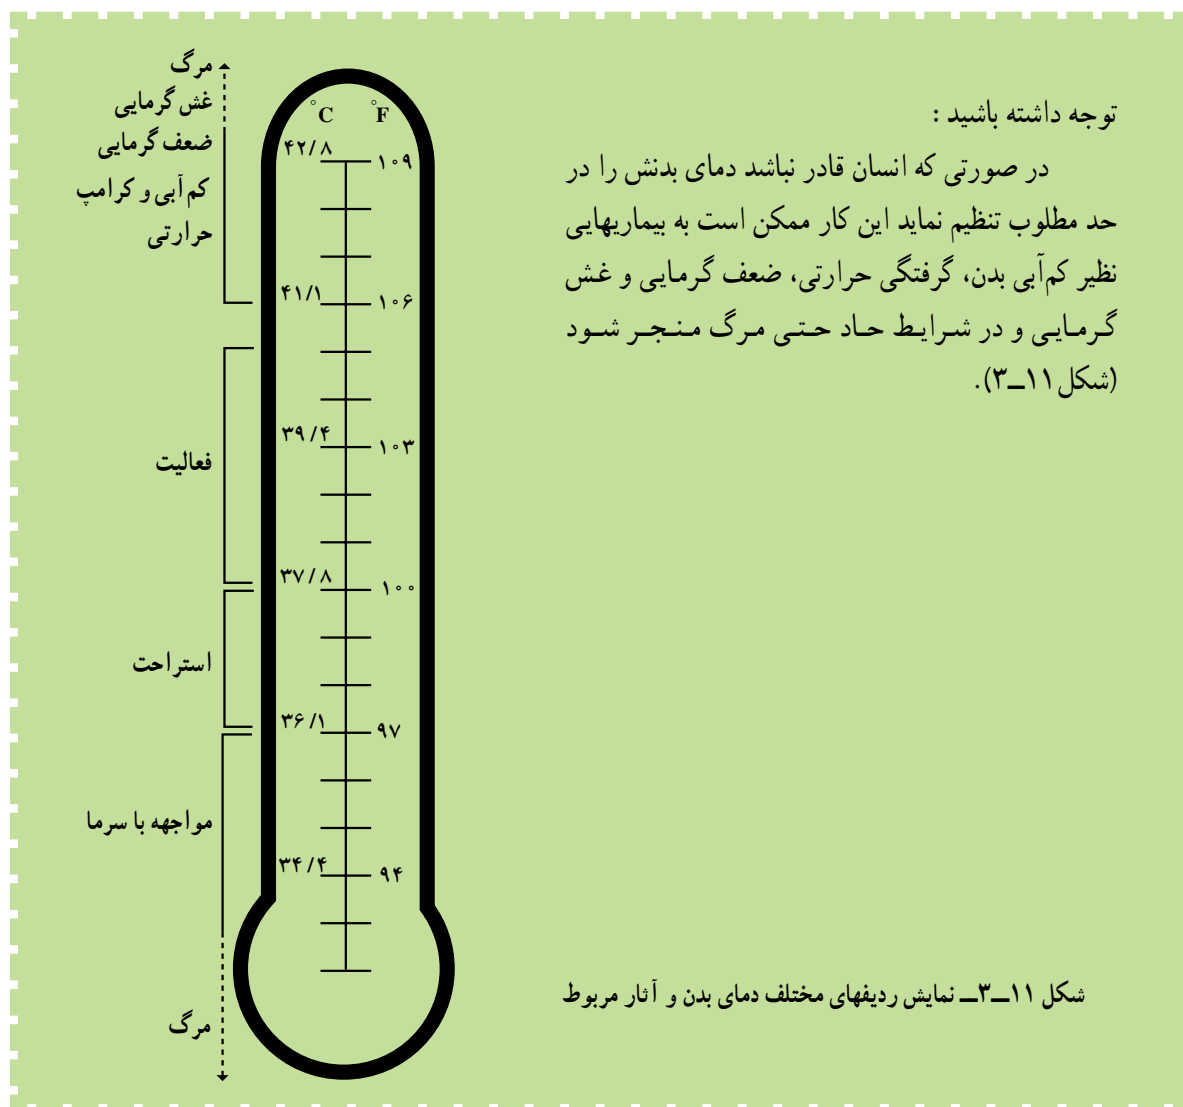 توجه داشته باشید :
در صورتی که انسان قادر نباشد دمای بدنش را در
حد مطلوب تنظیم نماید این کار ممکن است به بیماریهایی
نظیر کم‌آبی بدن، گرفتگی حرارتی، ضعف گرمایی و غش
گرمایی و در شرایط حاد حتی مرگ منجر شود
(شکل ۱۱ــ۳).
مرگ
غش گرمایی
ضعف گرمایی
کم آبی و کرامپ
حرارتی
فعالیت
استراحت
مواجهه با سرما
مرگ
°C °F
۴۲/۸ ۱۰۹
۴۱/۱ ۱۰۶
۳۹/۴ ۱۰۳
۳۷/۸ ۱۰۰
۳۶/۱ ۹۷
۳۴/۴ ۹۴
شکل ۱۱ــ۳ــ نمایش ردیفهای مختلف دمای بدن و آثار مربوط